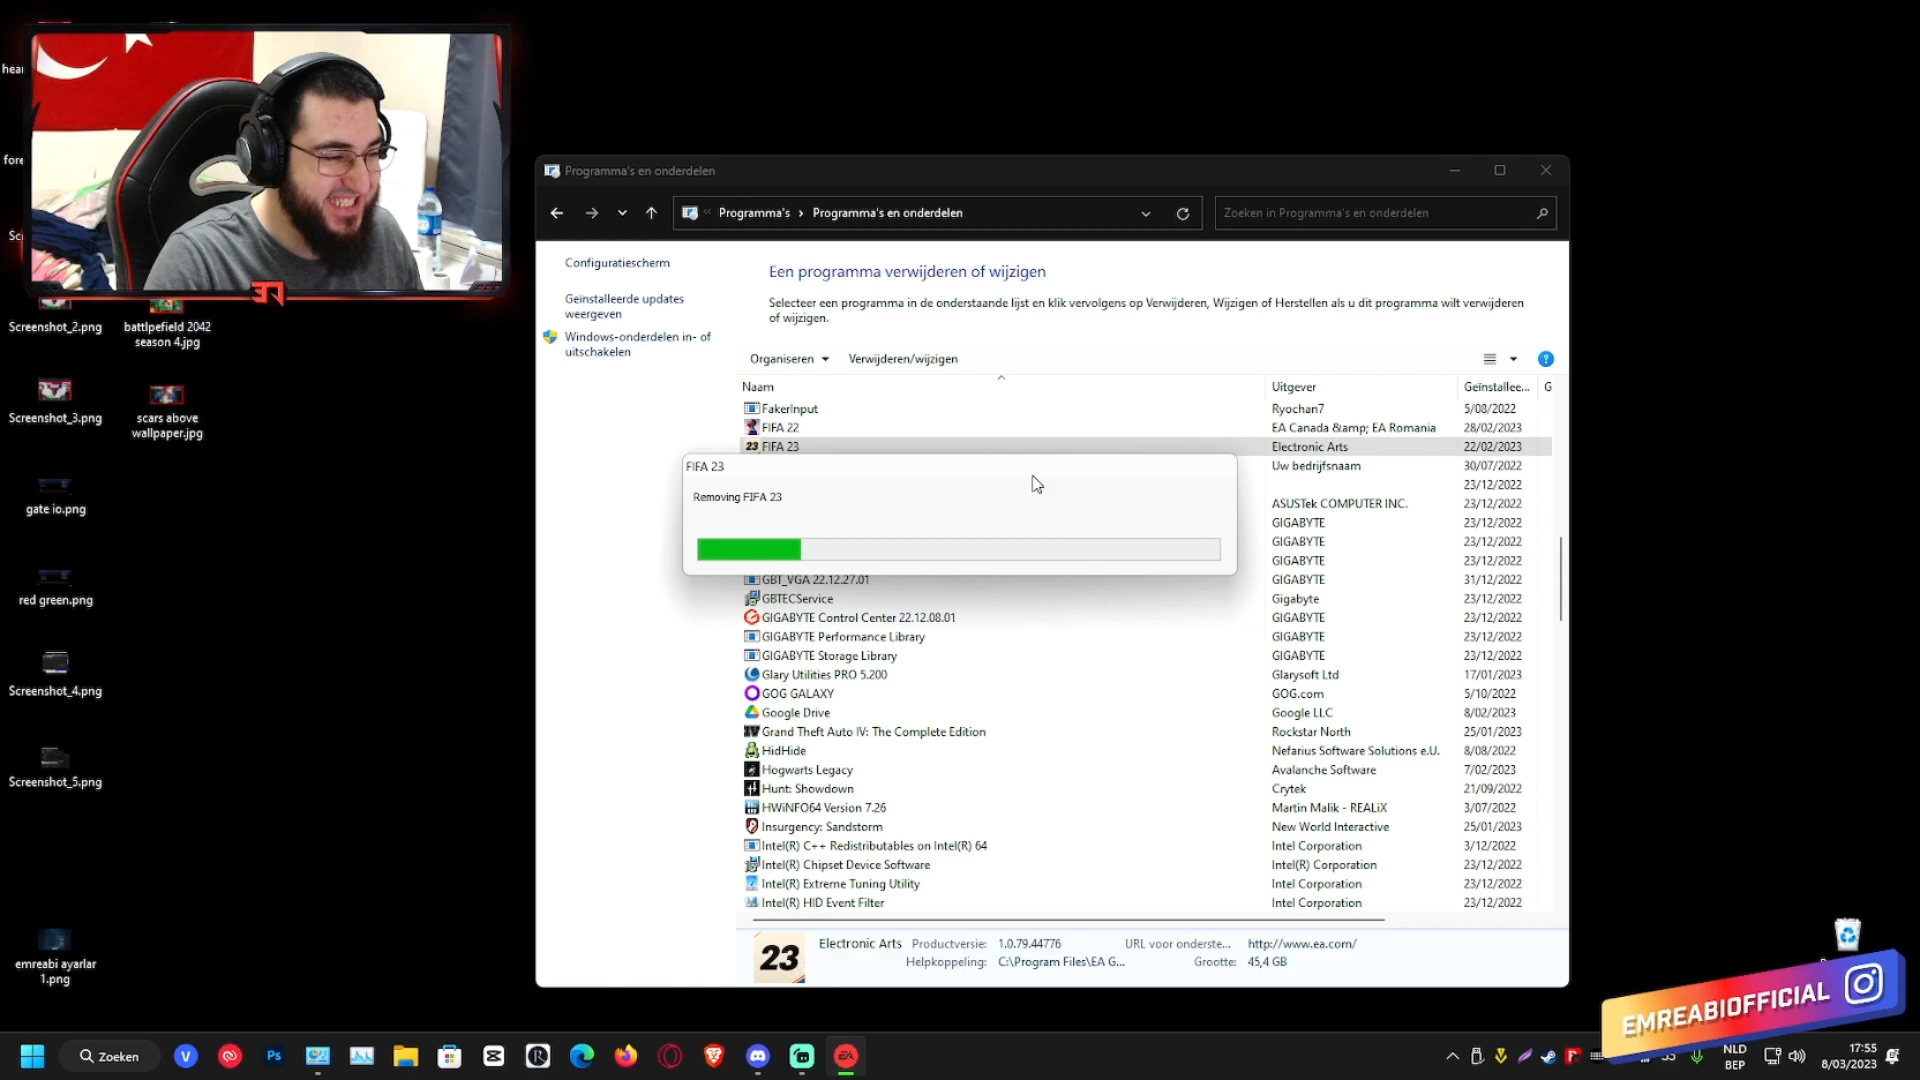 hear
fore
Screenshot_2.png
battlpefield 2042
season 4.jpg
Screenshot_3.png
scars above
wallpaper.jpg
gate io.png
red green.png
Screenshot_4.png
Screenshot_5.png
emreabi ayarlar
1.png
Programma's en onderdelen
Programma's › Programma's en onderdelen
Zoeken in Programma's en onderdelen
Configuratiescherm
Geïnstalleerde updates
weergeven
Windows-onderdelen in- of
uitschakelen
Een programma verwijderen of wijzigen
Selecteer een programma in de onderstaande lijst en klik vervolgens op Verwijderen, Wijzigen of Herstellen als u dit programma wilt verwijderen
of wijzigen.
Organiseren Verwijderen/wijzigen
Naam Uitgever Geïnstallee... G
FakerInput Ryochan7 5/08/2022
FIFA 22 EA Canada &amp; EA Romania 28/02/2023
23 FIFA 23 Electronic Arts 22/02/2023
Uw bedrijfsnaam 30/07/2022
23/12/2022
ASUSTek COMPUTER INC. 23/12/2022
GIGABYTE 23/12/2022
GIGABYTE 23/12/2022
GIGABYTE 23/12/2022
FIFA 23
Removing FIFA 23
GBT_VGA 22.12.27.01 GIGABYTE 31/12/2022
GBTECService Gigabyte 23/12/2022
GIGABYTE Control Center 22.12.08.01 GIGABYTE 23/12/2022
GIGABYTE Performance Library GIGABYTE 23/12/2022
GIGABYTE Storage Library GIGABYTE 23/12/2022
Glary Utilities PRO 5.200 Glarysoft Ltd 17/01/2023
GOG GALAXY GOG.com 5/10/2022
Google Drive Google LLC 8/02/2023
Grand Theft Auto IV: The Complete Edition Rockstar North 25/01/2023
HidHide Nefarius Software Solutions e.U. 8/08/2022
Hogwarts Legacy Avalanche Software 7/02/2023
Hunt: Showdown Crytek 21/09/2022
HWiNFO64 Version 7.26 Martin Malik - REALiX 3/07/2022
Insurgency: Sandstorm New World Interactive 25/01/2023
Intel(R) C++ Redistributables on Intel(R) 64 Intel Corporation 3/12/2022
Intel(R) Chipset Device Software Intel(R) Corporation 23/12/2022
Intel(R) Extreme Tuning Utility Intel Corporation 23/12/2022
Intel(R) HID Event Filter Intel Corporation 23/12/2022
23
Electronic Arts Productversie: 1.0.79.44776 URL voor onderste... http://www.ea.com/
Helpkoppeling: C:\Program Files\EA G... Grootte: 45,4 GB
EMREABIOFFICIAL
Zoeken
V
Ps
EA
NLD
BEP
17:55
8/03/2023